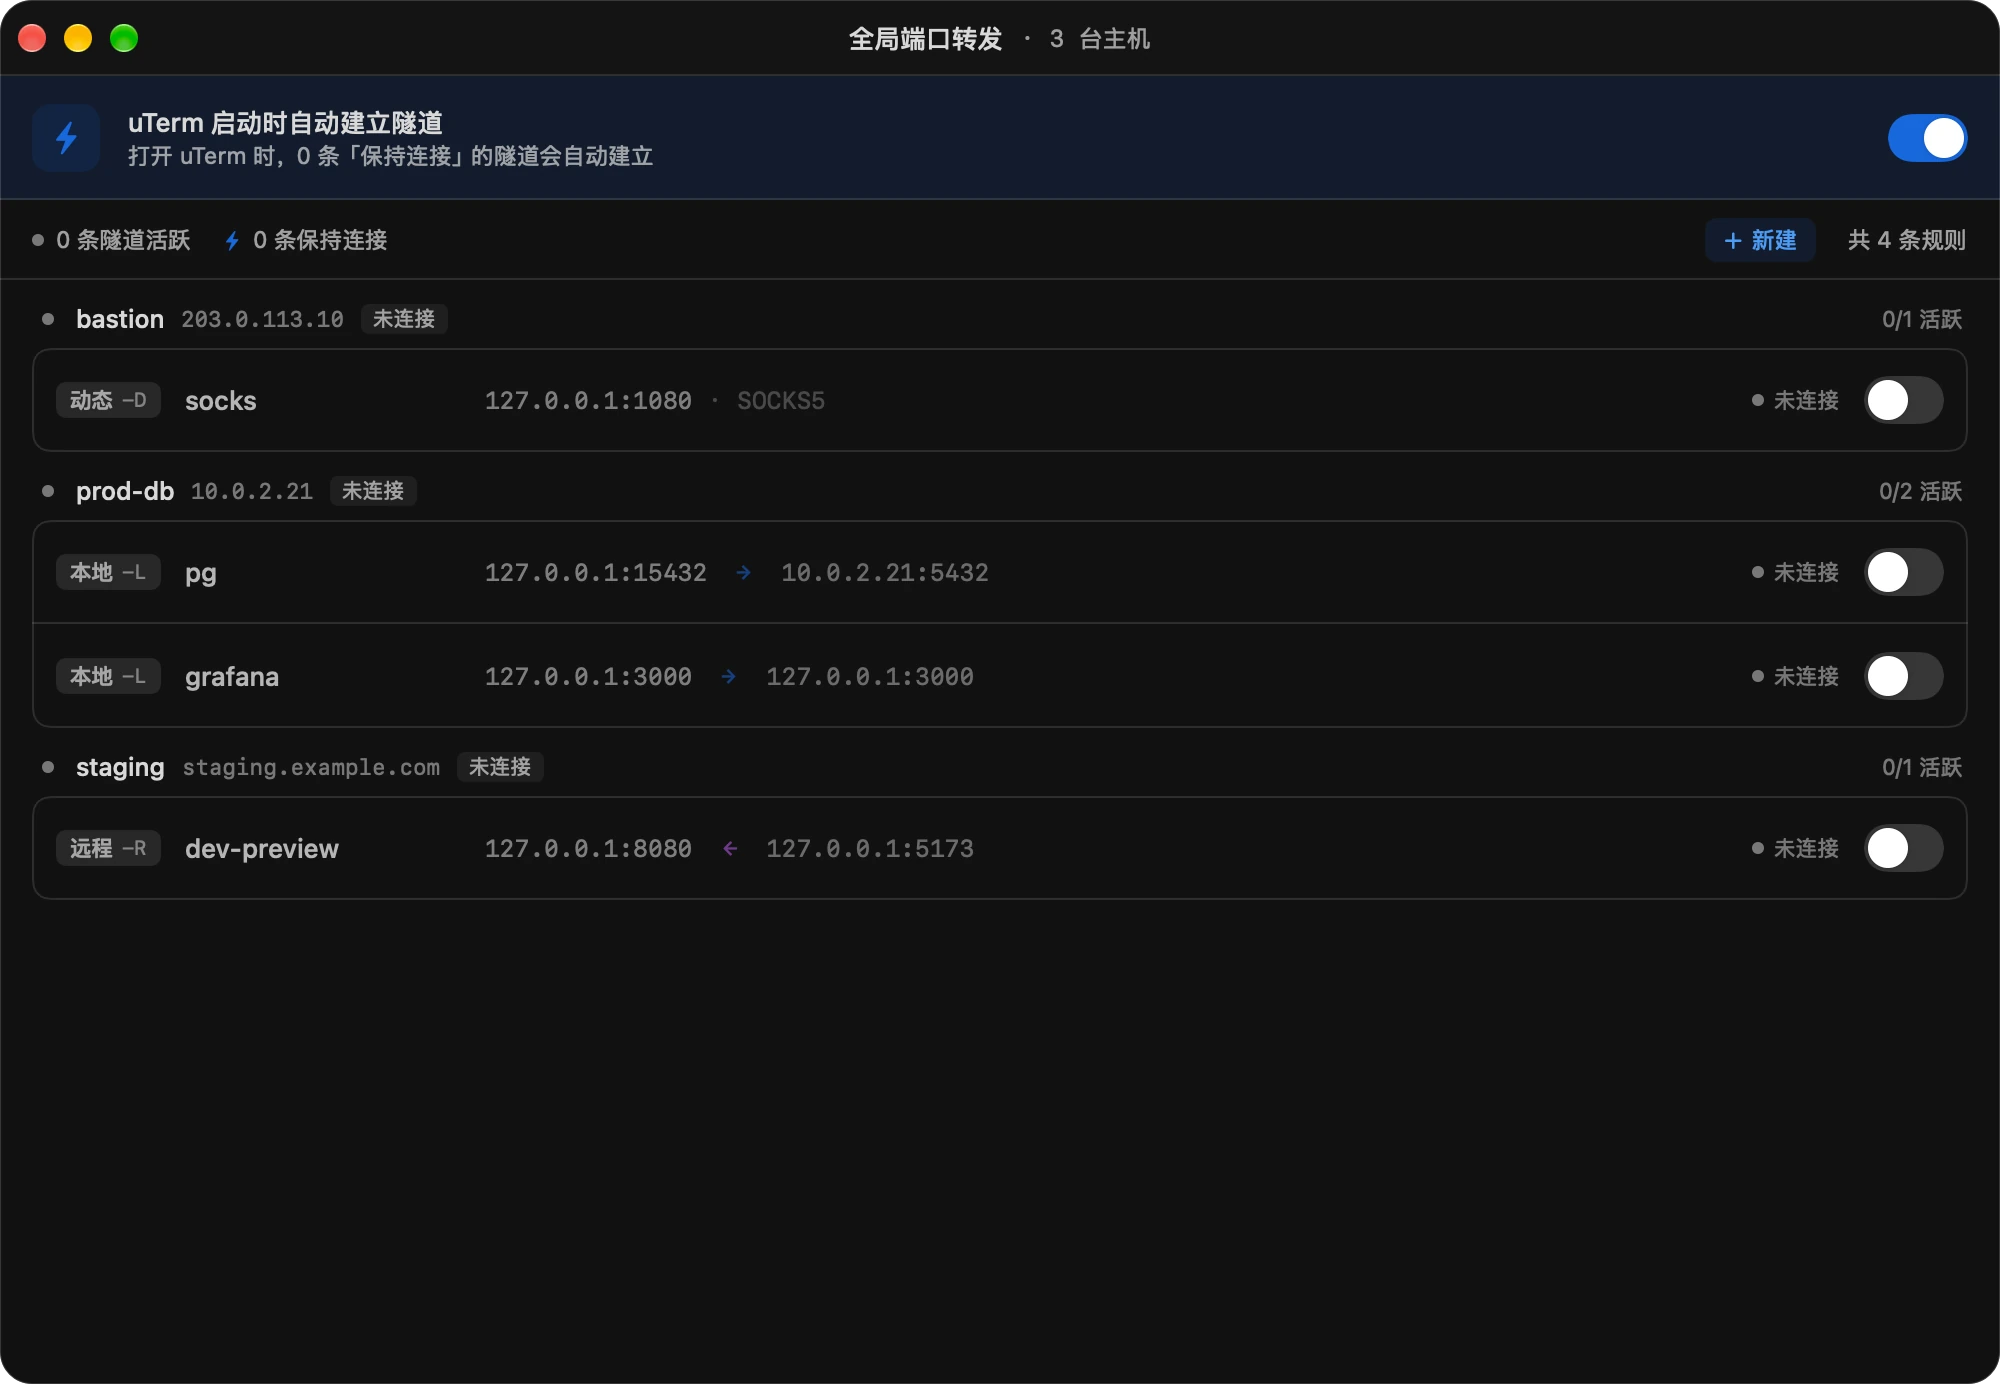 全局端口转发 · 3 台主机
uTerm 启动时自动建立隧道
打开 uTerm 时，0 条「保持连接」的隧道会自动建立
0 条隧道活跃 0 条保持连接 + 新建 共 4 条规则
bastion 203.0.113.10 未连接 0/1 活跃
动态 –D socks 127.0.0.1:1080 · SOCKS5 未连接
prod-db 10.0.2.21 未连接 0/2 活跃
本地 –L pg 127.0.0.1:15432 → 10.0.2.21:5432 未连接
本地 –L grafana 127.0.0.1:3000 → 127.0.0.1:3000 未连接
staging staging.example.com 未连接 0/1 活跃
远程 –R dev-preview 127.0.0.1:8080 ← 127.0.0.1:5173 未连接